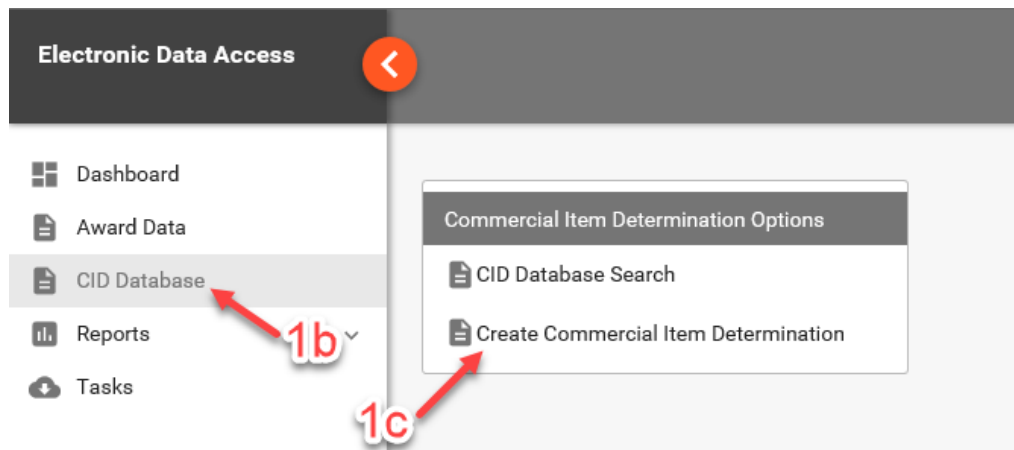 Electronic Data Access
Dashboard
Award Data
CID Database
1b
Reports
Tasks
Commercial Item Determination Options
CID Database Search
Create Commercial Item Determination
1c